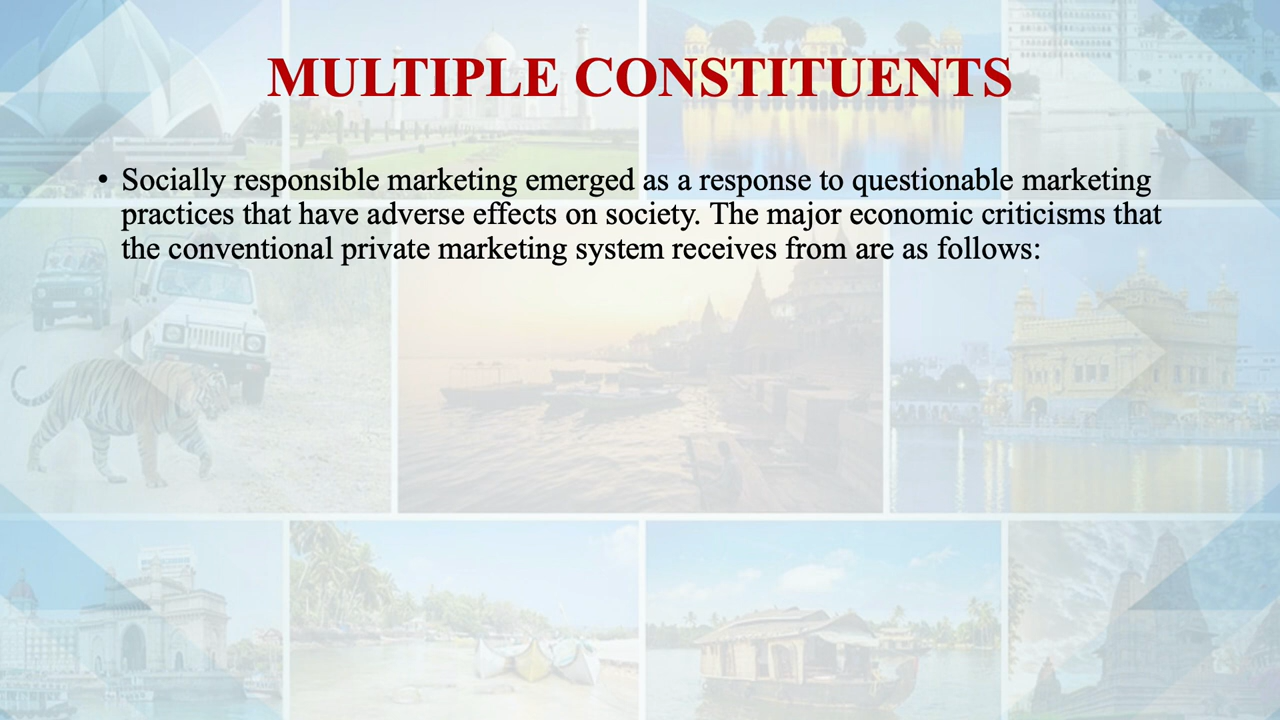 MULTIPLE CONSTITUENTS
• Socially responsible marketing emerged as a response to questionable marketing
practices that have adverse effects on society. The major economic criticisms that
the conventional private marketing system receives from are as follows: